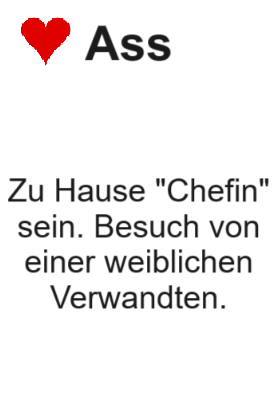 Ass
Zu Hause "Chefin"
sein. Besuch von
einer weiblichen
Verwandten.